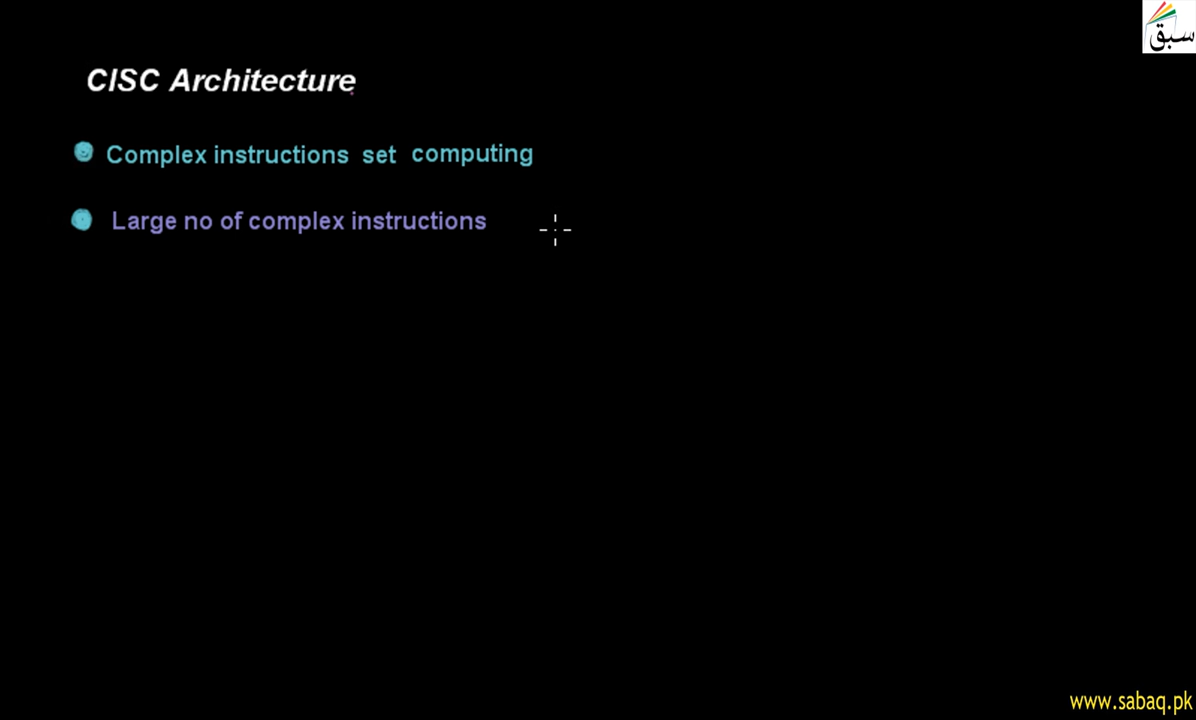 سبق
CISC Architecture
Complex instructions set computing
Large no of complex instructions
www.sabaq.pk